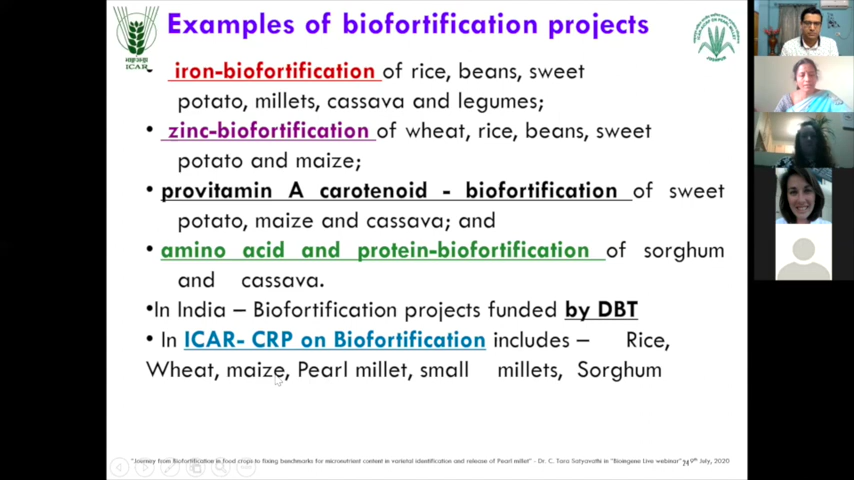 Examples of biofortification projects
ICAR
iron-biofortification of rice, beans, sweet
potato, millets, cassava and legumes;
• zinc-biofortification of wheat, rice, beans, sweet
potato and maize;
• provitamin A carotenoid - biofortification of sweet
potato, maize and cassava; and
• amino acid and protein-biofortification of sorghum
and cassava.
•In India – Biofortification projects funded by DBT
• In ICAR- CRP on Biofortification includes – Rice,
Wheat, maize, Pearl millet, small millets, Sorghum
"Journey from Biofortification in food crops to fixing benchmarks for micronutrient content in varietal identification and release of Pearl millet" - Dr. C. Tara Satyavathi in "Bioingene Live webinar" 9th July, 2020